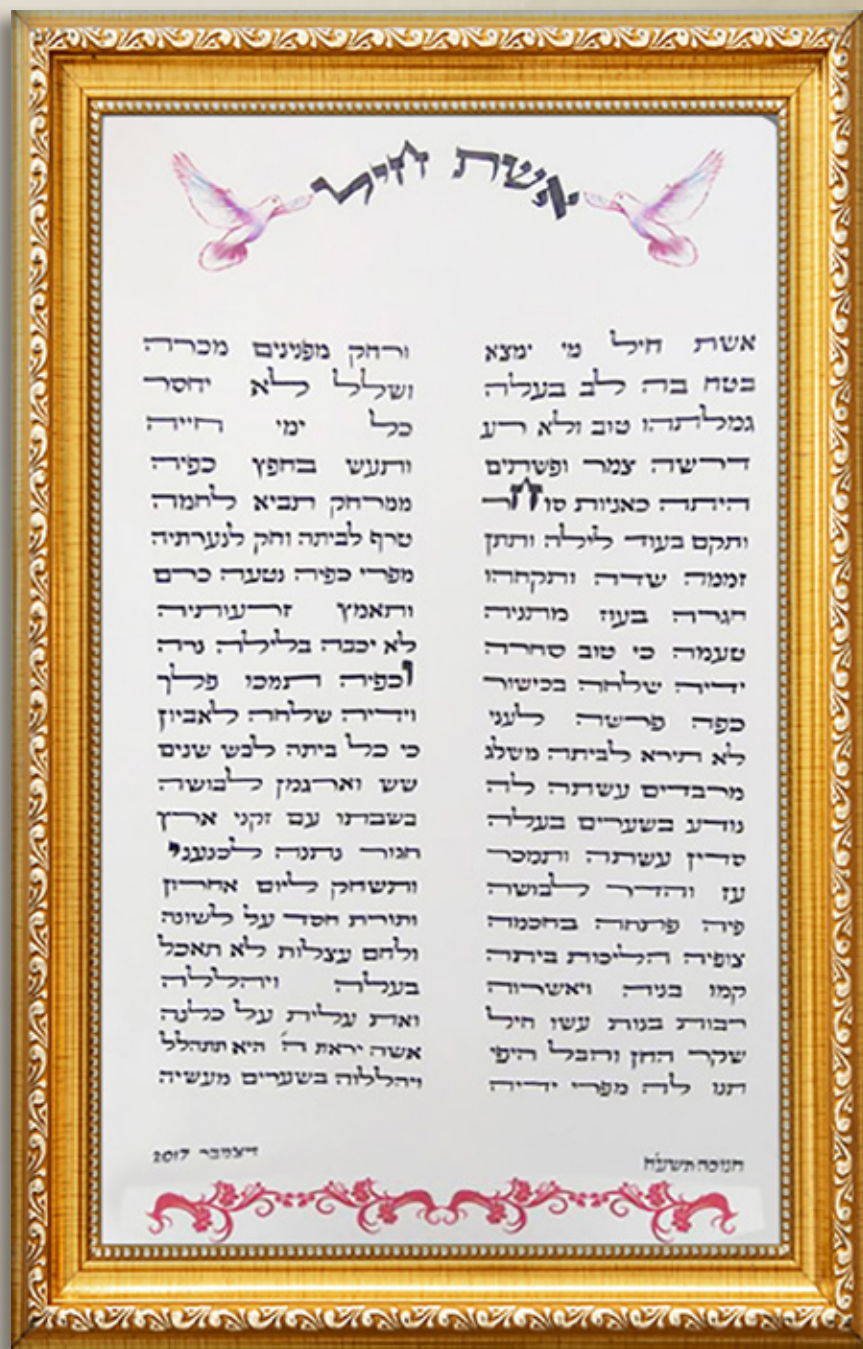 אשת חיל
אשת חיל מי ימצא ורחק מפנינים מכרה
בטח בה לב בעלה ושלל לא יחסר
גמלתהו טוב ולא רע כל ימי חייה
דרשה צמר ופשתים ותעש בחפץ כפיה
היתה כאניות סוחר ממרחק תביא לחמה
ותקם בעוד לילה ותתן טרף לביתה וחק לנערתיה
זממה שדה ותקחהו מפרי כפיה נטעה כרם
חגרה בעוז מתניה ותאמץ זרעותיה
טעמה כי טוב סחרה לא יכבה בלילה נרה
ידיה שלחה בכישור וכפיה תמכו פלך
כפה פרשה לעני וידיה שלחה לאביון
לא תירא לביתה משלג כי כל ביתה לבש שנים
מרבדים עשתה לה שש וארגמן לבושה
נודע בשערים בעלה בשבתו עם זקני ארץ
סדין עשתה ותמכר חגור נתנה לכנעני
עז והדר לבושה ותשחק ליום אחרון
פיה פתחה בחכמה ותורת חסד על לשונה
צופיה הליכות ביתה ולחם עצלות לא תאכל
קמו בניה ויאשרוה בעלה ויהללה
רבות בנות עשו חיל ואת עלית על כלנה
שקר החן והבל היפי אשה יראת ה' היא תתהלל
תנו לה מפרי ידיה ויהללוה בשערים מעשיה
חנוכה תשע"ח דצמבר 2017